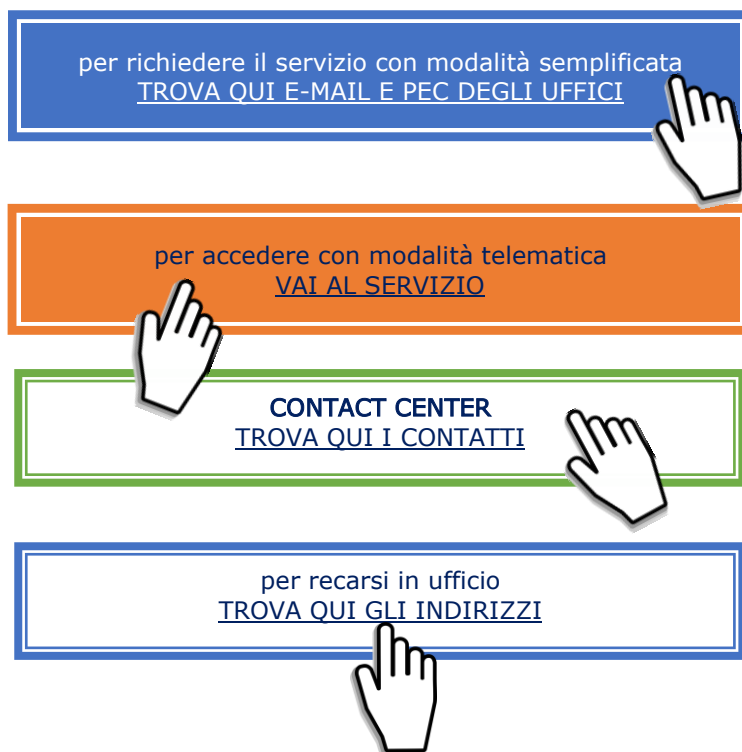 per richiedere il servizio con modalità semplificata
TROVA QUI E-MAIL E PEC DEGLI UFFICI
per accedere con modalità telematica
VAI AL SERVIZIO
CONTACT CENTER
TROVA QUI I CONTATTI
per recarsi in ufficio
TROVA QUI GLI INDIRIZZI